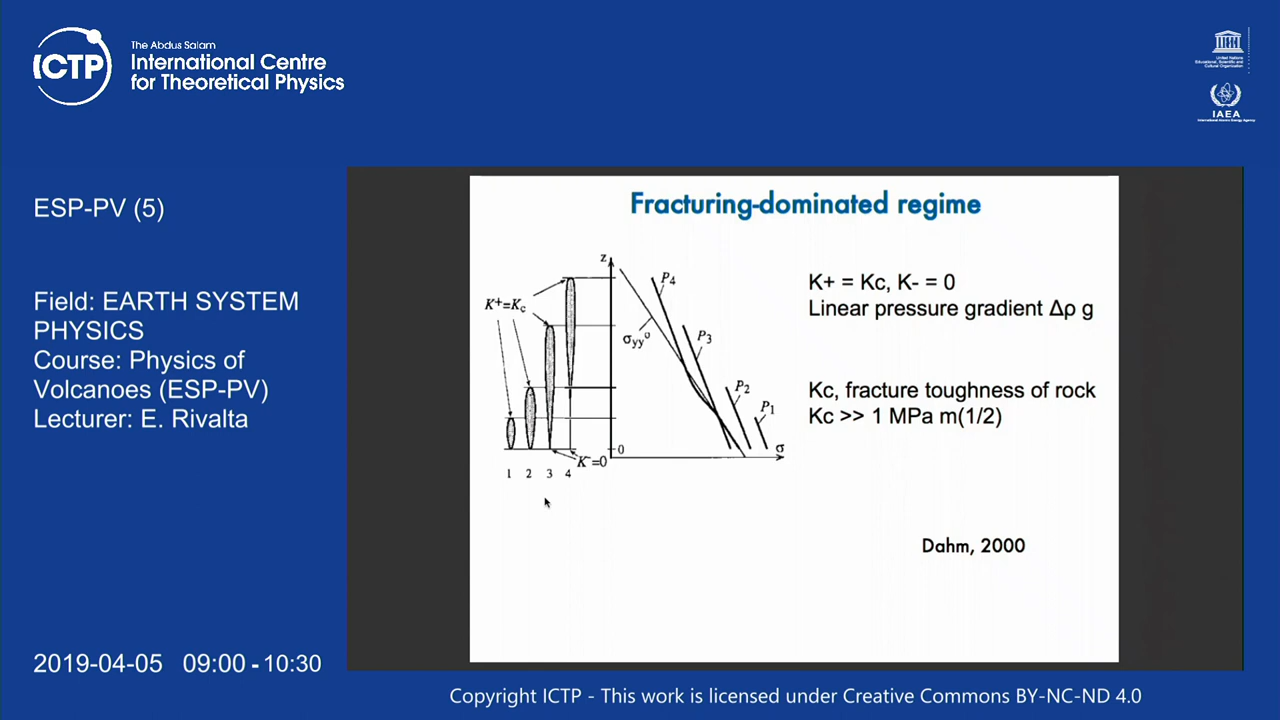 ICTP
The Abdus Salam
International Centre
for Theoretical Physics
United Nations
Educational, Scientific and
Cultural Organization
IAEA
International Atomic Energy Agency
ESP-PV (5)
Field: EARTH SYSTEM
PHYSICS
Course: Physics of
Volcanoes (ESP-PV)
Lecturer: E. Rivalta
2019-04-05 09:00 - 10:30
Fracturing-dominated regime
z
K⁺=Kc
P4
σyy⁰
P3
P2
P1
0
σ
K⁻=0
1 2 3 4
K+ = Kc, K- = 0
Linear pressure gradient Δρ g
Kc, fracture toughness of rock
Kc >> 1 MPa m(1/2)
Dahm, 2000
Copyright ICTP - This work is licensed under Creative Commons BY-NC-ND 4.0